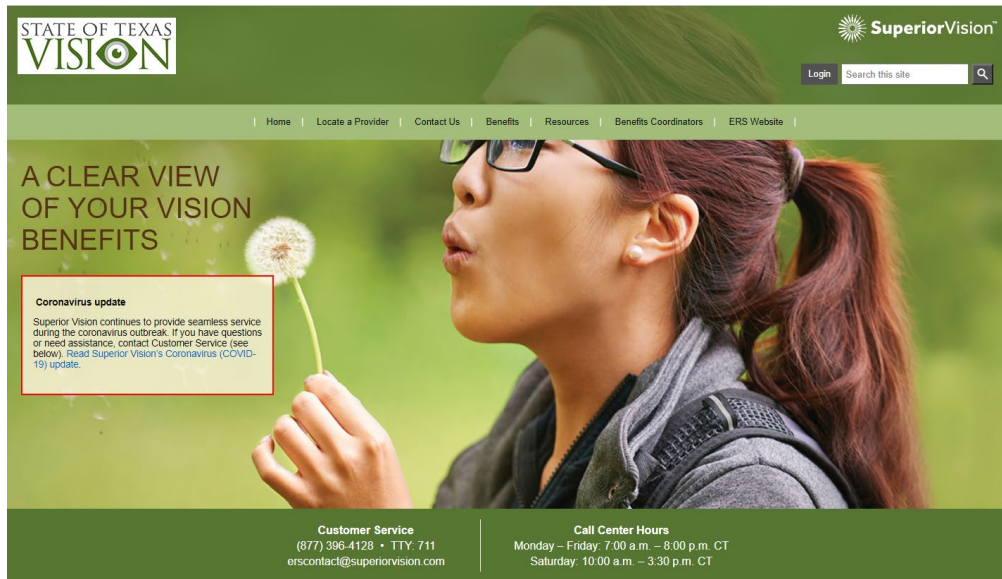 STATE OF TEXAS
VISION
SuperiorVision™
Login
Search this site
Home | Locate a Provider | Contact Us | Benefits | Resources | Benefits Coordinators | ERS Website
A CLEAR VIEW
OF YOUR VISION
BENEFITS
Coronavirus update
Superior Vision continues to provide seamless service
during the coronavirus outbreak. If you have questions
or need assistance, contact Customer Service (see
below). Read Superior Vision's Coronavirus (COVID-
19) update.
Customer Service
(877) 396-4128 • TTY: 711
erscontact@superiorvision.com
Call Center Hours
Monday – Friday: 7:00 a.m. – 8:00 p.m. CT
Saturday: 10:00 a.m. – 3:30 p.m. CT